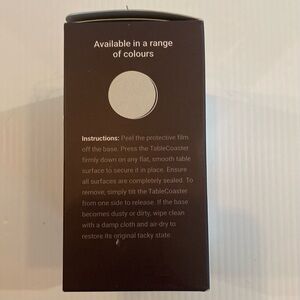 Available in a range
of colours
Instructions: Peel the protective film
off the base. Press the TableCoaster
firmly down on any flat, smooth table
surface to secure it in place. Ensure
all surfaces are completely sealed. To
remove, simply tilt the TableCoaster
from one side to release. If the base
becomes dusty or dirty, wipe clean
with a damp cloth and air-dry to
restore its original tacky state.